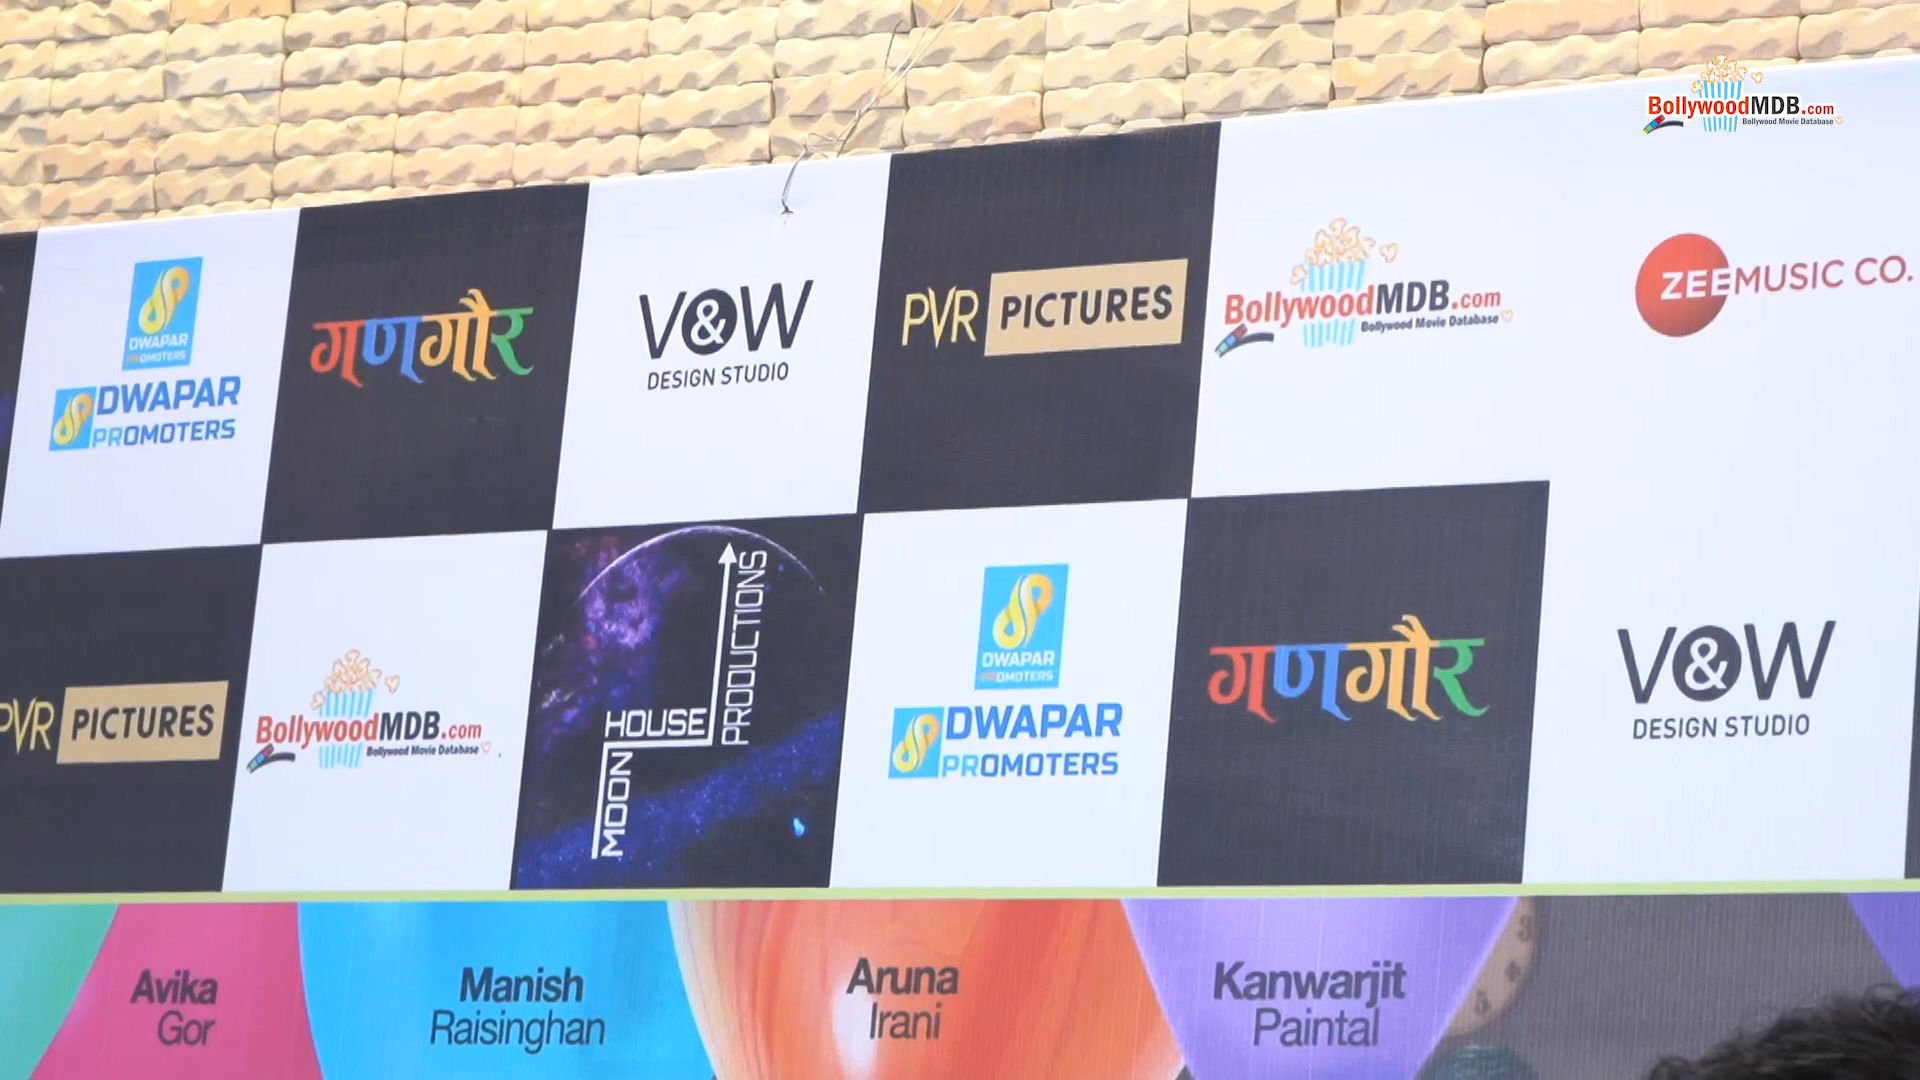 BollywoodMDB.com
Bollywood Movie Database
DWAPAR
PROMOTERS
DWAPAR
PROMOTERS
गणगौर
V&W
DESIGN STUDIO
PVR PICTURES
BollywoodMDB.com
Bollywood Movie Database
ZEE MUSIC CO.
PVR PICTURES
BollywoodMDB.com
Bollywood Movie Database
MOON
HOUSE
PRODUCTIONS
DWAPAR
PROMOTERS
DWAPAR
PROMOTERS
गणगौर
V&W
DESIGN STUDIO
Avika
Gor
Manish
Raisinghan
Aruna
Irani
Kanwarjit
Paintal